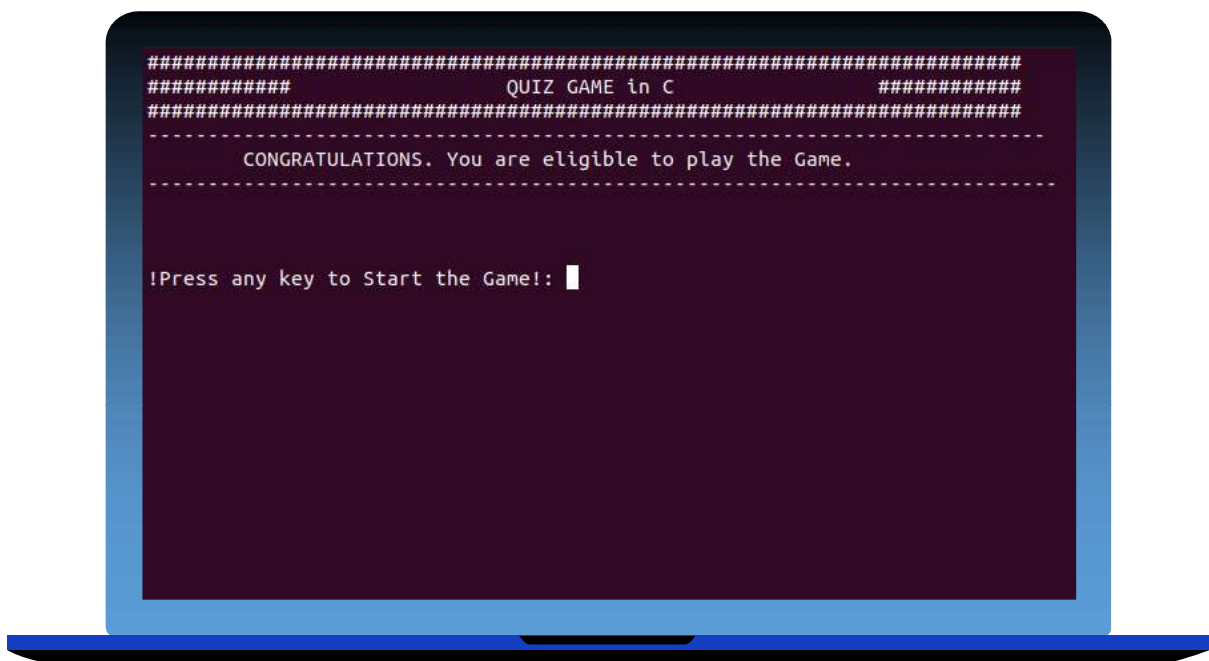 #########################################################################
############                  QUIZ GAME in C                 ############
#########################################################################
---------------------------------------------------------------------------
        CONGRATULATIONS. You are eligible to play the Game.
----------------------------------------------------------------------------
!Press any key to Start the Game!: